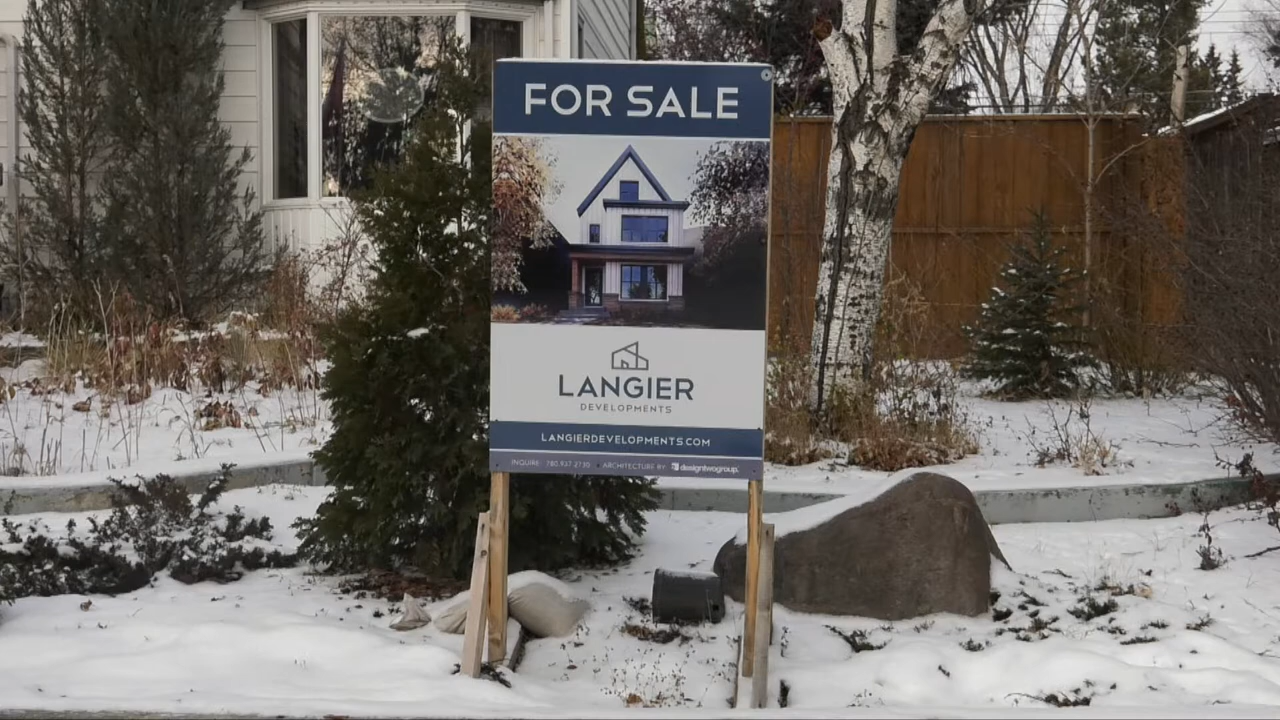 FOR SALE
LANGIER
DEVELOPMENTS
LANGIERDEVELOPMENTS.COM
INQUIRE: 780.937.2730 • ARCHITECTURE BY: designtwogroup.